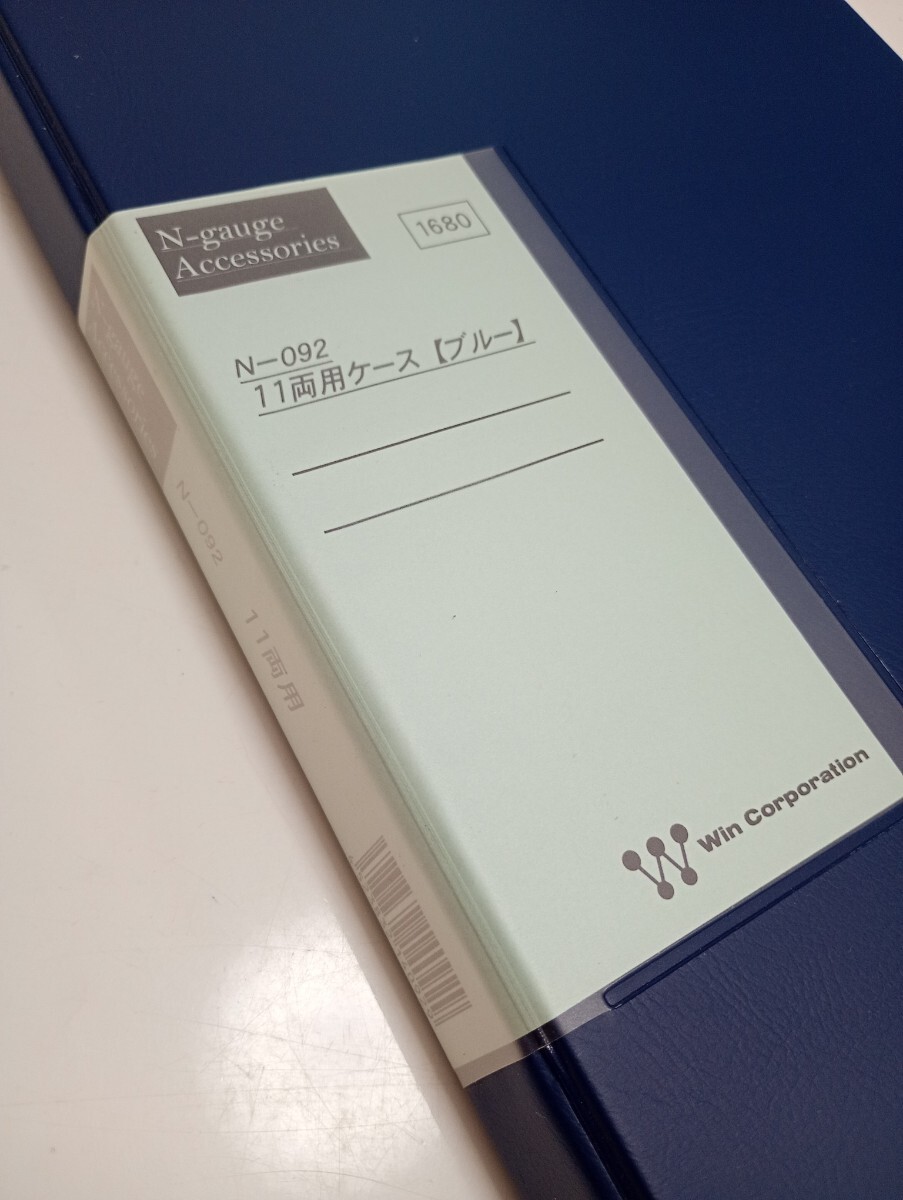 N-gauge
Accessories
1680
N−092
11両用ケース【ブルー】
Win Corporation
N−092
11両用